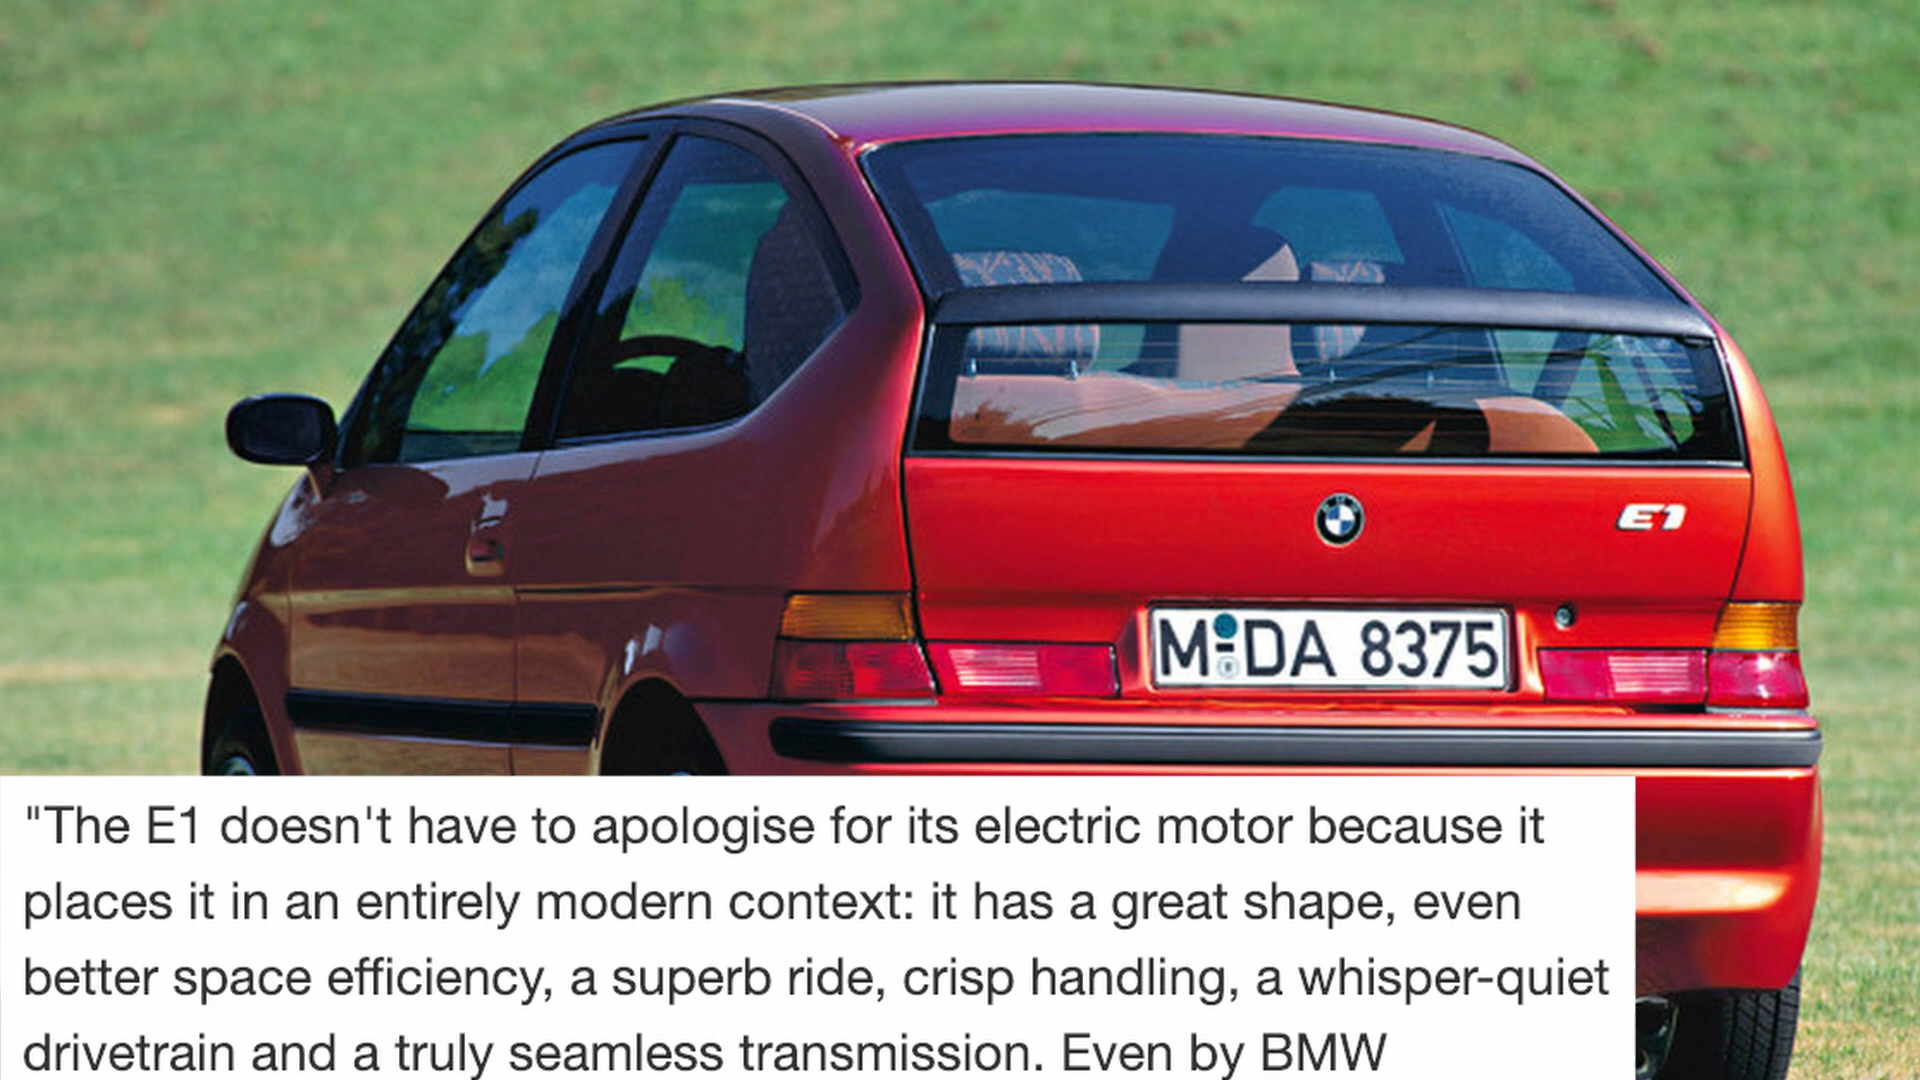 E1
M DA 8375
"The E1 doesn't have to apologise for its electric motor because it
places it in an entirely modern context: it has a great shape, even
better space efficiency, a superb ride, crisp handling, a whisper-quiet
drivetrain and a truly seamless transmission. Even by BMW